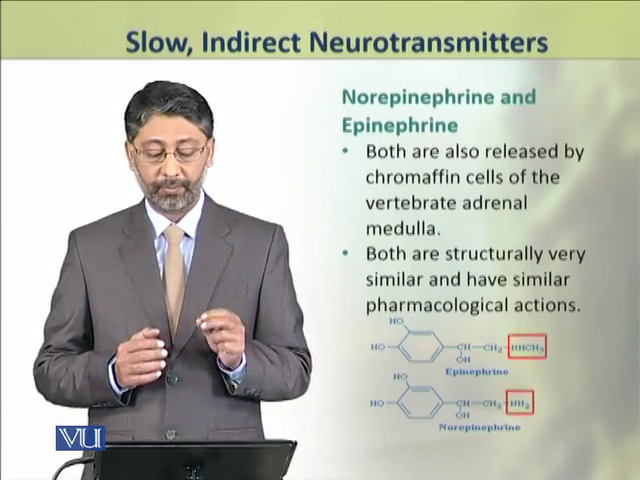 Slow, Indirect Neurotransmitters
Norepinephrine and
Epinephrine
• Both are also released by
chromaffin cells of the
vertebrate adrenal
medulla.
• Both are structurally very
similar and have similar
pharmacological actions.
HO
HO CH CH2 NHCH3
OH
Epinephrine
HO
HO CH CH2 NH2
OH
Norepinephrine
VU